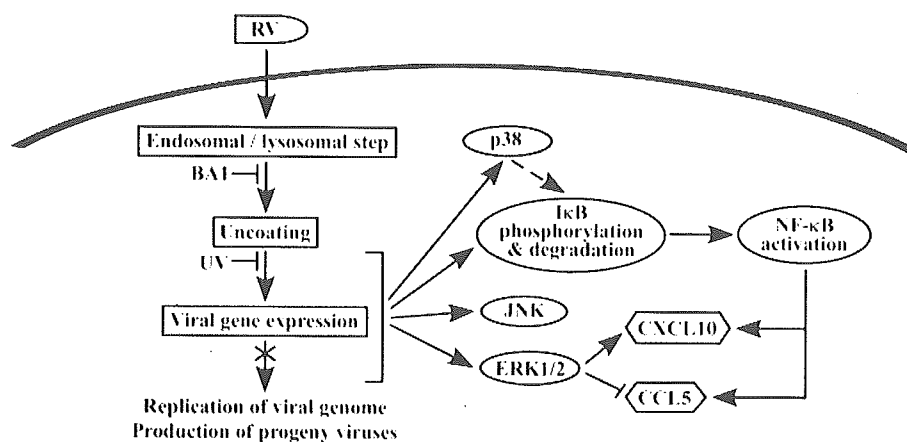 RV
Endosomal / lysosomal step
BA1
Uncoating
UV
Viral gene expression
Replication of viral genome
Production of progeny viruses
p38
IκB
phosphorylation
& degradation
NF-κB
activation
JNK
ERK1/2
CXCL10
CCL5